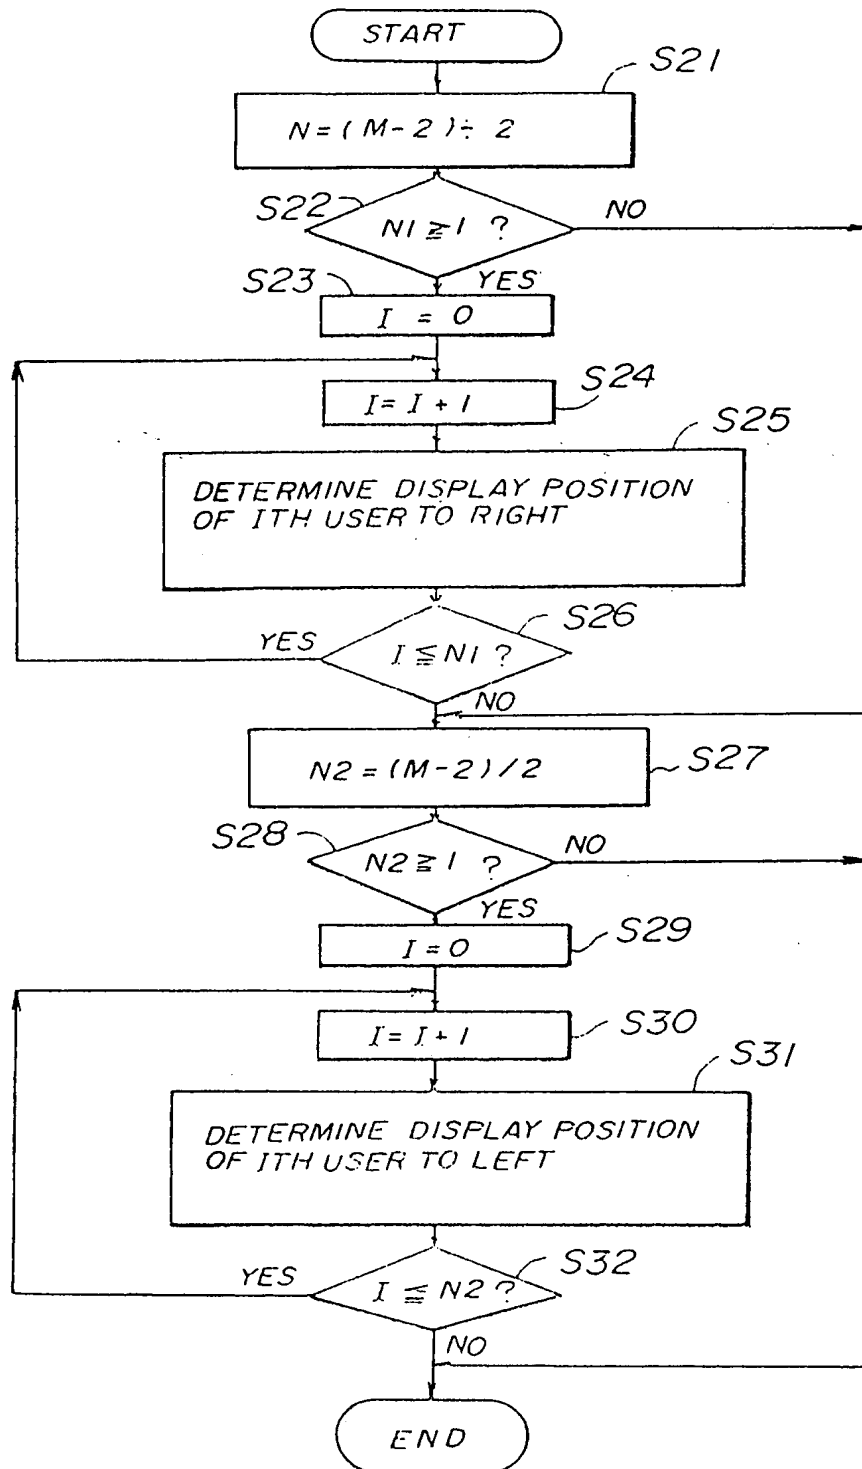 START
S21
N = (M - 2) ÷ 2
S22
N1 ≧ 1 ?
NO
YES
S23
I = 0
S24
I = I + 1
S25
DETERMINE DISPLAY POSITION
OF ITH USER TO RIGHT
S26
YES
I ≦ N1 ?
NO
N2 = (M - 2) / 2
S27
S28
N2 ≧ 1 ?
NO
YES
I = 0
S29
I = I + 1
S30
S31
DETERMINE DISPLAY POSITION
OF ITH USER TO LEFT
S32
YES
I ≦ N2 ?
NO
END